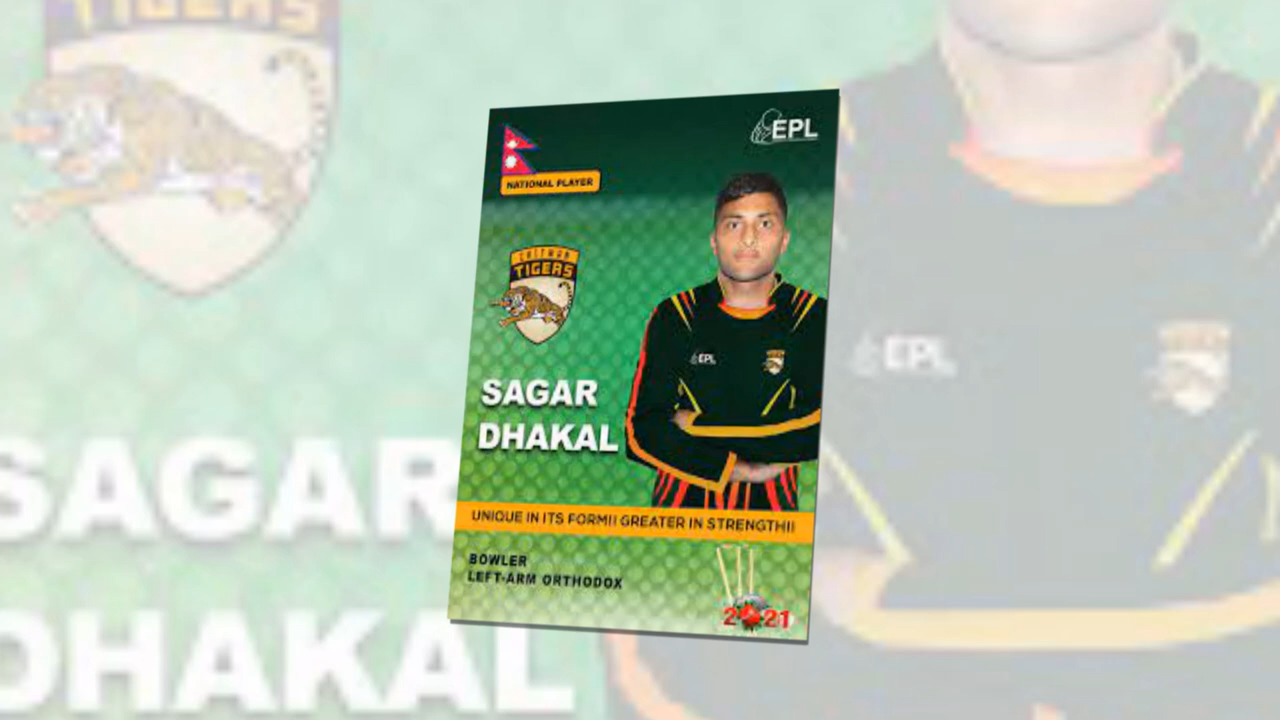 TIGERS
EPL
NATIONAL PLAYER
CHITWAN
TIGERS
EPL
SAGAR
DHAKAL
UNIQUE IN ITS FORM!! GREATER IN STRENGTH!!
BOWLER
LEFT-ARM ORTHODOX
2021
EPL
SAGAR
DHAKAL